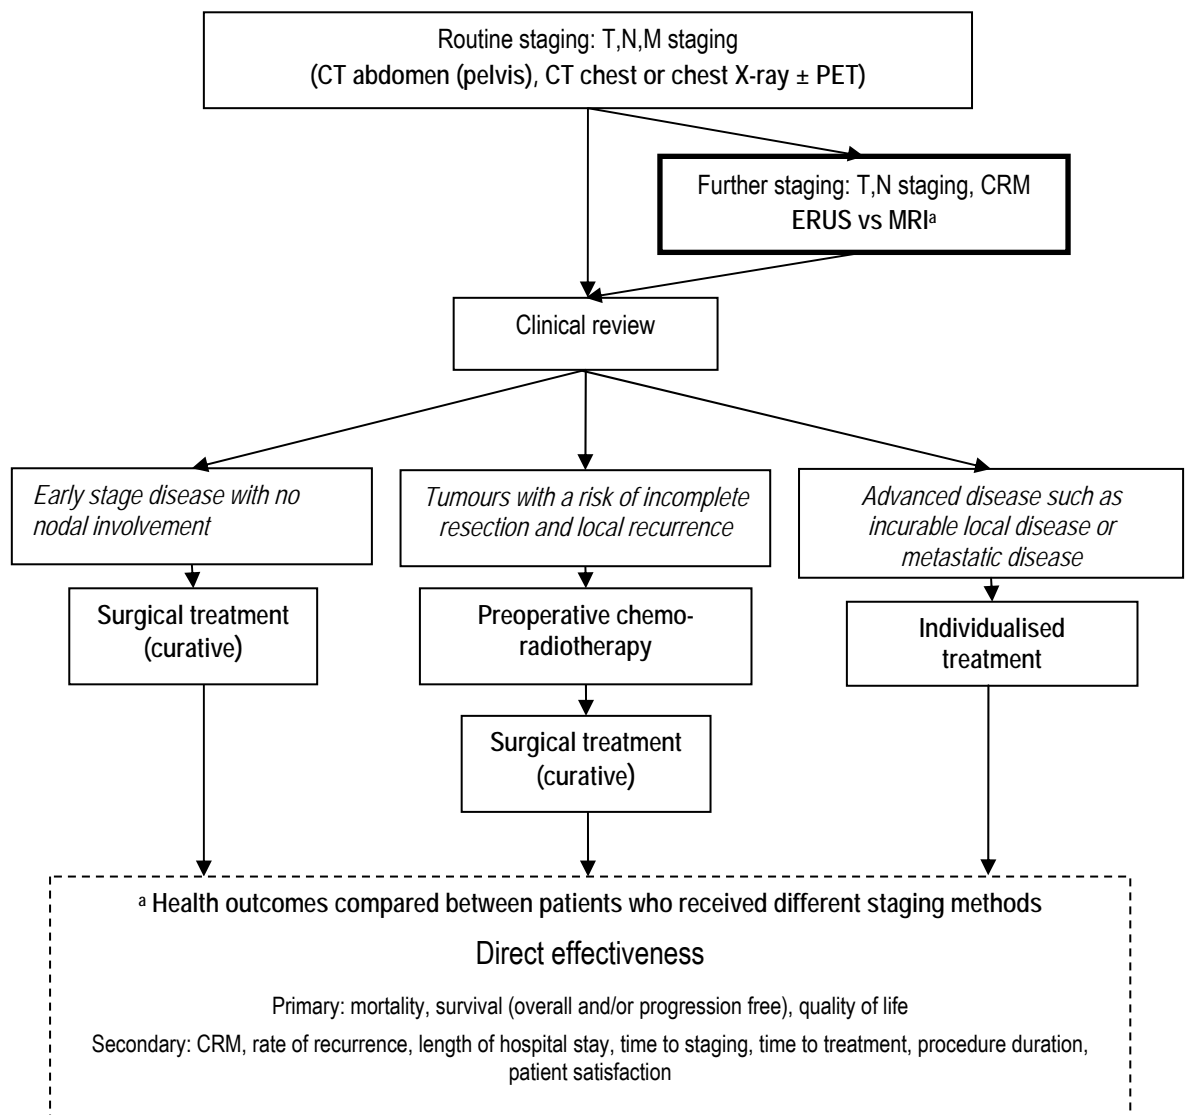 Routine staging: T,N,M staging
(CT abdomen (pelvis), CT chest or chest X-ray ± PET)
Further staging: T,N staging, CRM
ERUS vs MRIᵃ
Clinical review
Early stage disease with no
nodal involvement
Tumours with a risk of incomplete
resection and local recurrence
Advanced disease such as
incurable local disease or
metastatic disease
Surgical treatment
(curative)
Preoperative chemo-
radiotherapy
Individualised
treatment
Surgical treatment
(curative)
ᵃ Health outcomes compared between patients who received different staging methods
Direct effectiveness
Primary: mortality, survival (overall and/or progression free), quality of life
Secondary: CRM, rate of recurrence, length of hospital stay, time to staging, time to treatment, procedure duration,
patient satisfaction